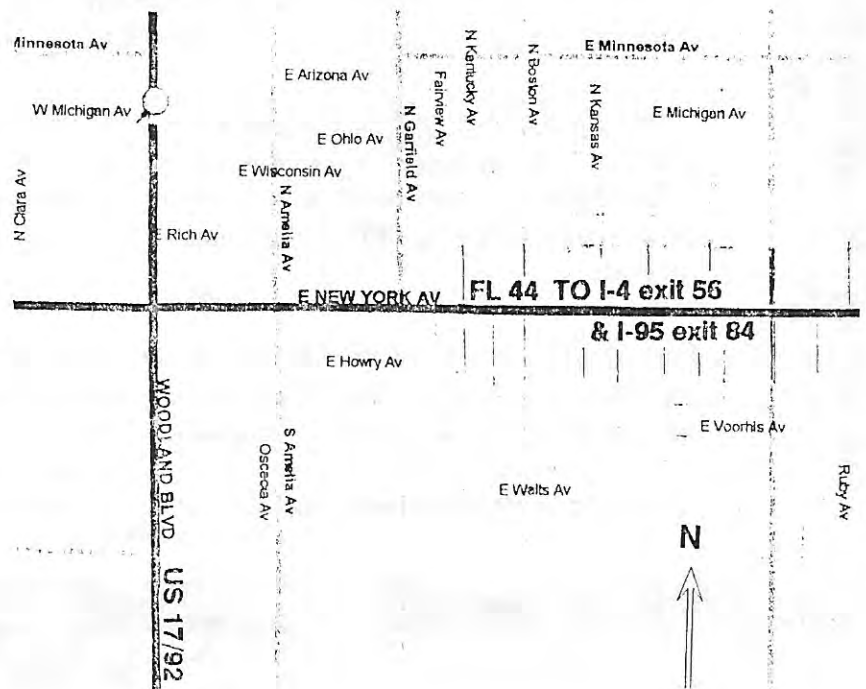 Minnesota Av
E Minnesota Av
N Kentucky Av
N Boston Av
E Arizona Av
Fairview Av
N Kansas Av
W Michigan Av
E Michigan Av
N Garfield Av
E Ohio Av
E Wisconsin Av
N Clara Av
N Amelia Av
E Rich Av
E NEW YORK AV
FL 44 TO I-4 exit 56
& I-95 exit 84
E Howry Av
WOODLAND BLVD
S Amelia Av
E Voorhis Av
Osceola Av
E Walts Av
Ruby Av
N
US 17/92